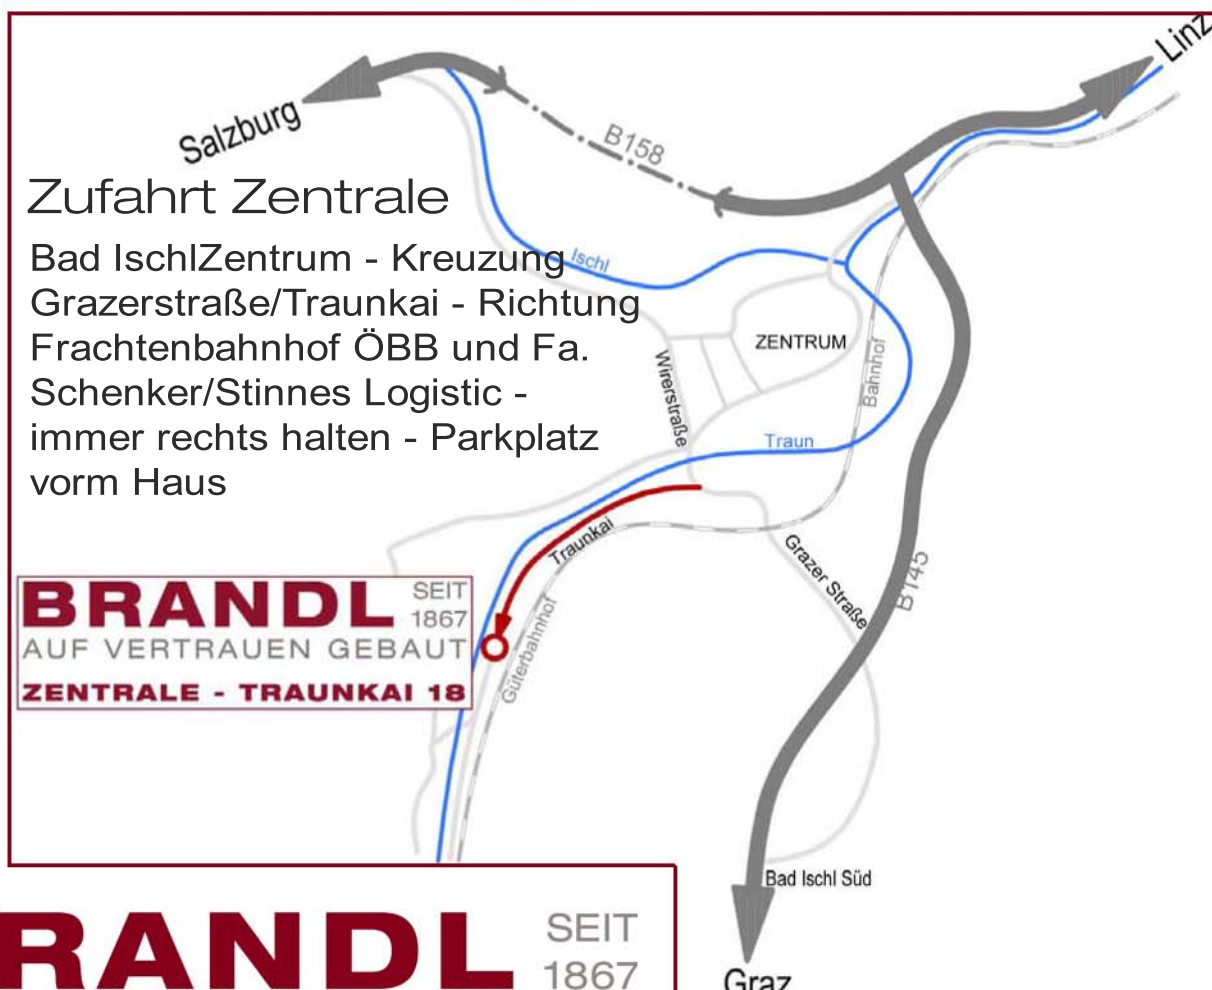 Linz
Salzburg
B158
Zufahrt Zentrale
Bad IschlZentrum - Kreuzung
Grazerstraße/Traunkai - Richtung
Frachtenbahnhof ÖBB und Fa.
Schenker/Stinnes Logistic -
immer rechts halten - Parkplatz
vorm Haus
Ischl
ZENTRUM
Wirerstraße
Bahnhof
Traun
Traunkai
Grazer Straße
B145
Güterbahnhof
BRANDL
SEIT
1867
AUF VERTRAUEN GEBAUT
ZENTRALE - TRAUNKAI 18
Bad Ischl Süd
Graz
RANDL
SEIT
1867